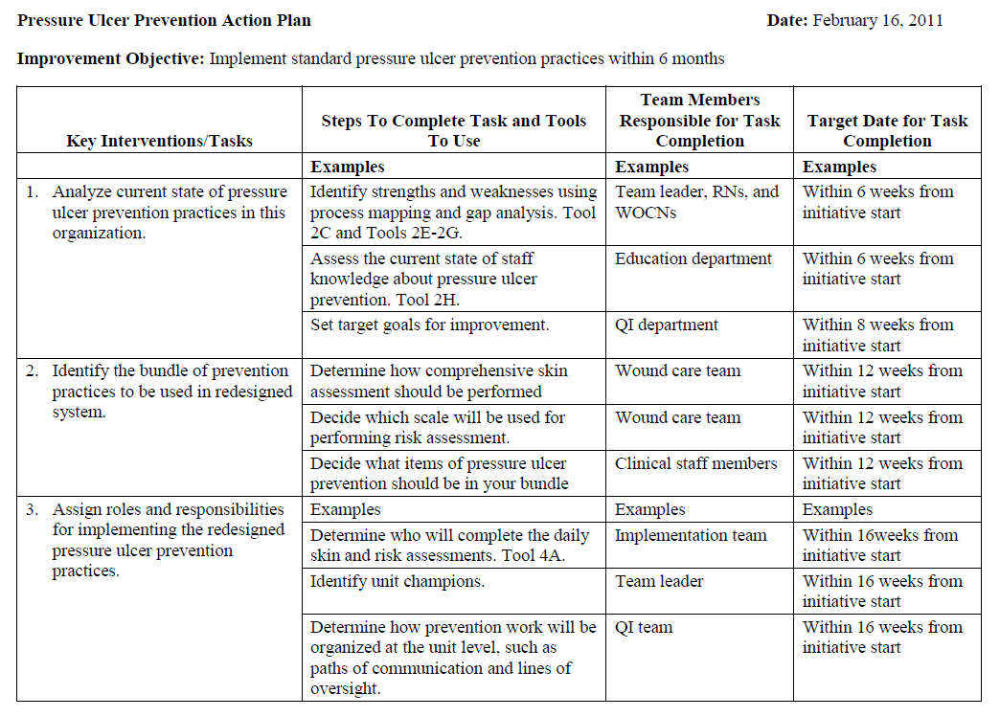 Pressure Ulcer Prevention Action Plan Date: February 16, 2011
Improvement Objective: Implement standard pressure ulcer prevention practices within 6 months
Key Interventions/Tasks
Steps To Complete Task and Tools
To Use
Team Members
Responsible for Task
Completion
Target Date for Task
Completion
Examples
Examples
Examples
1. Analyze current state of pressure
ulcer prevention practices in this
organization.
Identify strengths and weaknesses using
process mapping and gap analysis. Tool
2C and Tools 2E-2G.
Team leader, RNs, and
WOCNs
Within 6 weeks from
initiative start
Assess the current state of staff
knowledge about pressure ulcer
prevention. Tool 2H.
Education department
Within 6 weeks from
initiative start
Set target goals for improvement.
QI department
Within 8 weeks from
initiative start
2. Identify the bundle of prevention
practices to be used in redesigned
system.
Determine how comprehensive skin
assessment should be performed
Wound care team
Within 12 weeks from
initiative start
Decide which scale will be used for
performing risk assessment.
Wound care team
Within 12 weeks from
initiative start
Decide what items of pressure ulcer
prevention should be in your bundle
Clinical staff members
Within 12 weeks from
initiative start
3. Assign roles and responsibilities
for implementing the redesigned
pressure ulcer prevention
practices.
Examples
Examples
Examples
Determine who will complete the daily
skin and risk assessments. Tool 4A.
Implementation team
Within 16weeks from
initiative start
Identify unit champions.
Team leader
Within 16 weeks from
initiative start
Determine how prevention work will be
organized at the unit level, such as
paths of communication and lines of
oversight.
QI team
Within 16 weeks from
initiative start